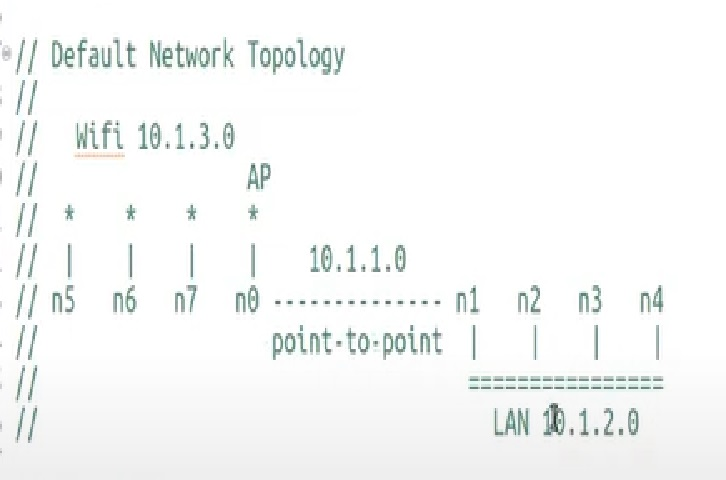 // Default Network Topology
//
//   Wifi 10.1.3.0
//                 AP
//  *    *    *    *
//  |    |    |    |    10.1.1.0
// n5   n6   n7   n0 -------------- n1   n2   n3   n4
//                   point-to-point  |    |    |    |
//                                   ================
//                                     LAN 10.1.2.0